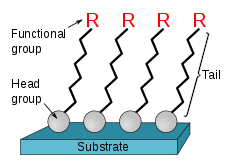 R R R R
Functional
group
Head
group
Tail
Substrate